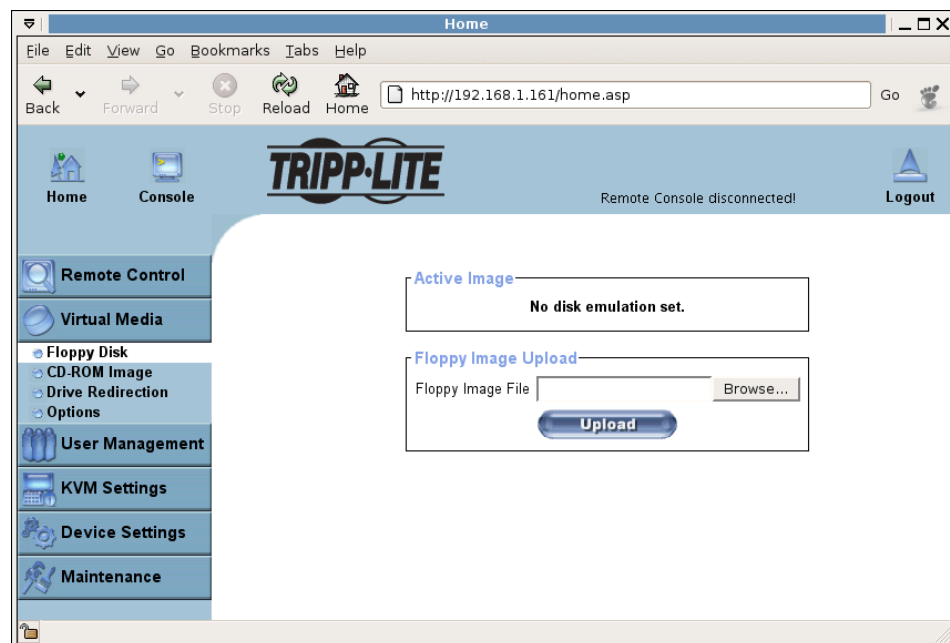 Home
File Edit View Go Bookmarks Tabs Help
Back Forward Stop Reload Home http://192.168.1.161/home.asp Go
TRIPP·LITE
Home Console Remote Console disconnected! Logout
Remote Control
Virtual Media
Floppy Disk
CD-ROM Image
Drive Redirection
Options
User Management
KVM Settings
Device Settings
Maintenance
Active Image
No disk emulation set.
Floppy Image Upload
Floppy Image File Browse...
Upload